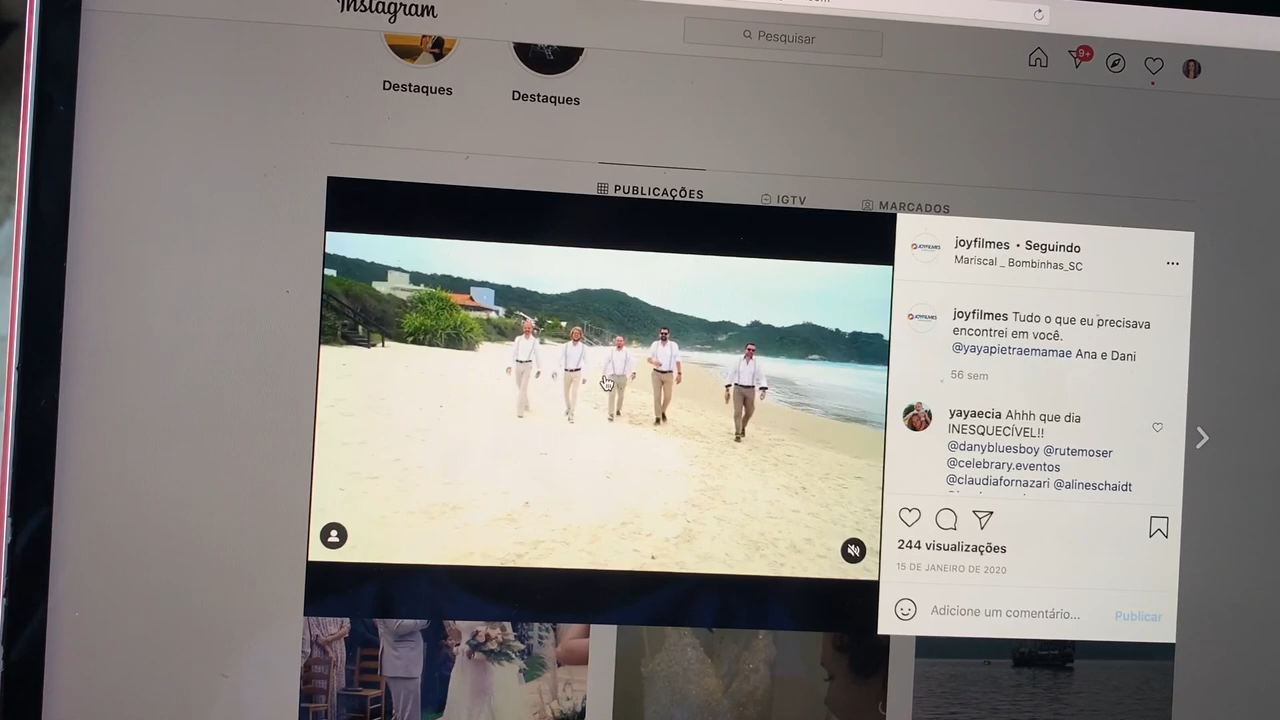 Instagram
Pesquisar
9+
Destaques
Destaques
PUBLICAÇÕES
IGTV
MARCADOS
joyfilmes • Seguindo
Mariscal _ Bombinhas_SC
JOYFILMES
joyfilmes Tudo o que eu precisava
encontrei em você.
@yayapietraemamae Ana e Dani
56 sem
yayaecia Ahhh que dia
INESQUECÍVEL!!
@danybluesboy @rutemoser
@celebrary.eventos
@claudiafornazari @alineschaidt
244 visualizações
15 DE JANEIRO DE 2020
Adicione um comentário...
Publicar